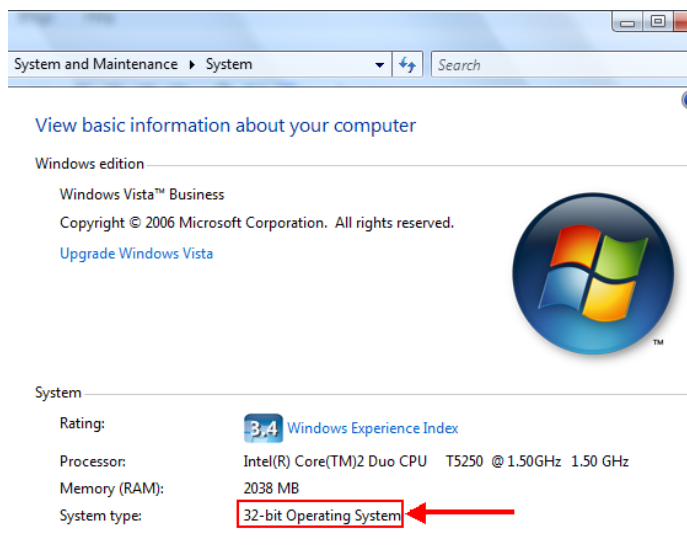 System and Maintenance ▸ System Search
View basic information about your computer
Windows edition
Windows Vista™ Business
Copyright © 2006 Microsoft Corporation. All rights reserved.
Upgrade Windows Vista
TM
System
Rating: 3.4 Windows Experience Index
Processor: Intel(R) Core(TM)2 Duo CPU T5250 @ 1.50GHz 1.50 GHz
Memory (RAM): 2038 MB
System type: 32-bit Operating System